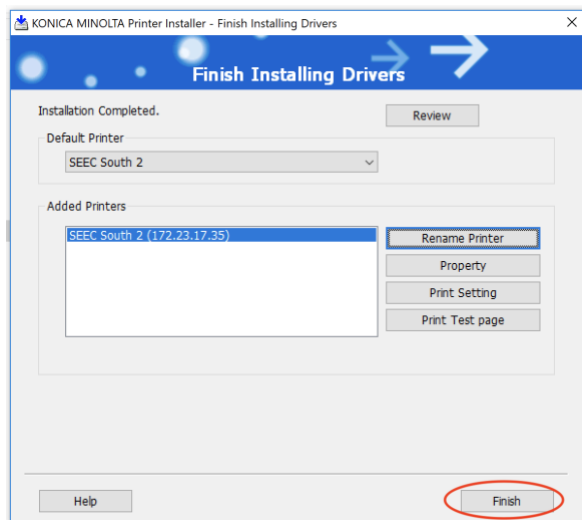 KONICA MINOLTA Printer Installer - Finish Installing Drivers
Finish Installing Drivers
Installation Completed.
Review
Default Printer
SEEC South 2
Added Printers
SEEC South 2 (172.23.17.35)
Rename Printer
Property
Print Setting
Print Test page
Help
Finish